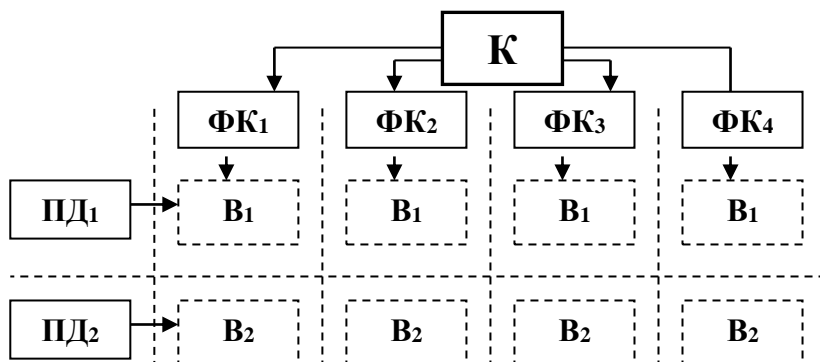 К
ФК₁ ФК₂ ФК₃ ФК₄
ПД₁ В₁ В₁ В₁ В₁
ПД₂ В₂ В₂ В₂ В₂